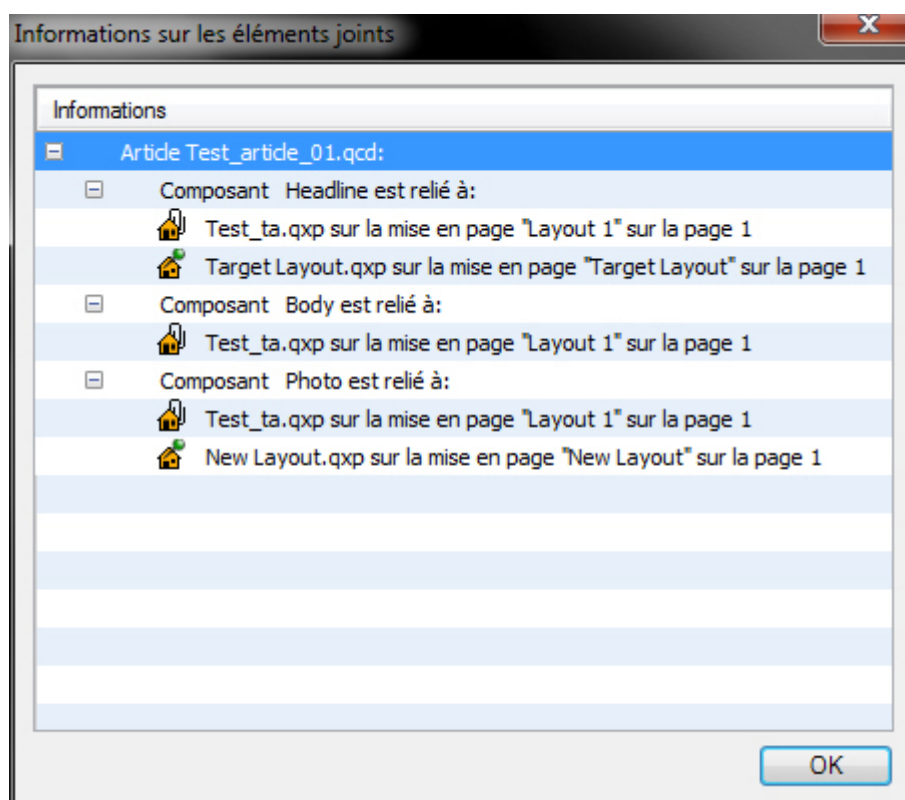 Informations sur les éléments joints
Informations
Article Test_article_01.qcd:
Composant Headline est relié à:
Test_ta.qxp sur la mise en page "Layout 1" sur la page 1
Target Layout.qxp sur la mise en page "Target Layout" sur la page 1
Composant Body est relié à:
Test_ta.qxp sur la mise en page "Layout 1" sur la page 1
Composant Photo est relié à:
Test_ta.qxp sur la mise en page "Layout 1" sur la page 1
New Layout.qxp sur la mise en page "New Layout" sur la page 1
OK